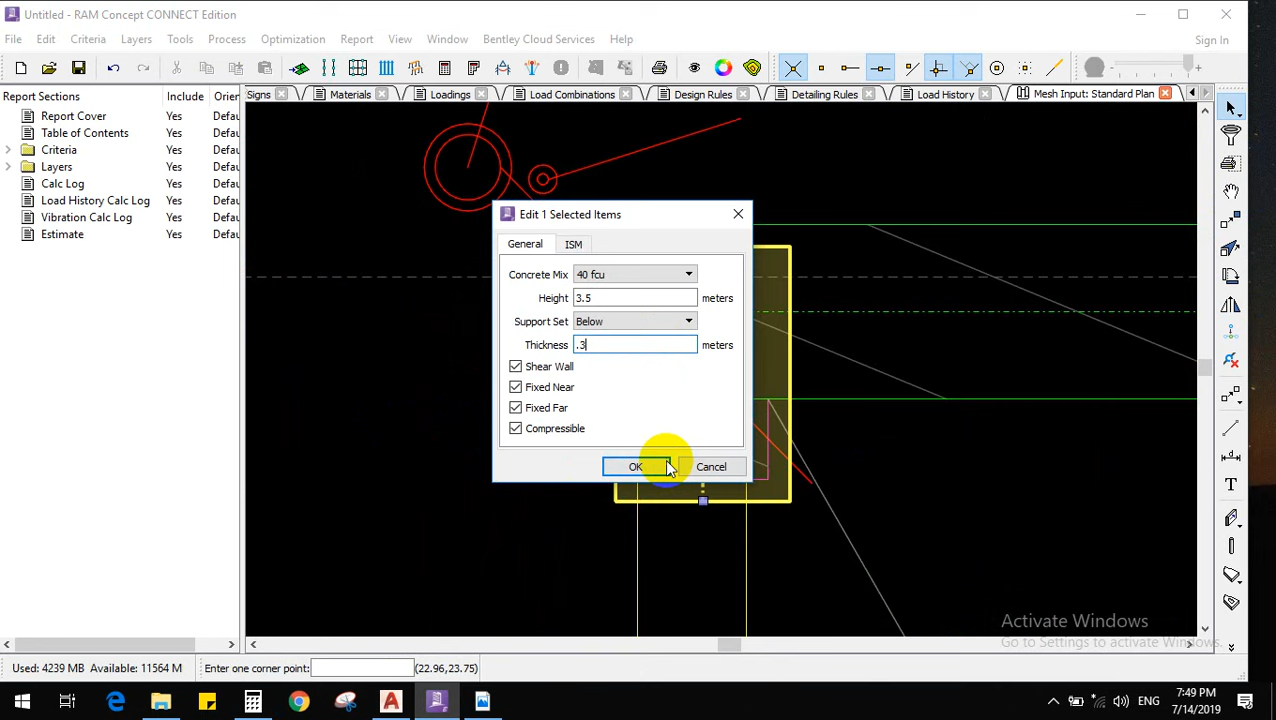 Untitled - RAM Concept CONNECT Edition
File Edit Criteria Layers Tools Process Optimization Report View Window Bentley Cloud Services Help Sign In
Report Sections Include Orier
Signs Materials Loadings Load Combinations Design Rules Detailing Rules Load History Mesh Input: Standard Plan
Report Cover Yes Defau
Table of Contents Yes Defau
Criteria Yes Defau
Layers Yes Defau
Calc Log Yes Defau
Load History Calc Log Yes Defau
Vibration Calc Log Yes Defau
Estimate Yes Defau
Edit 1 Selected Items
General ISM
Concrete Mix 40 fcu
Height 3.5 meters
Support Set Below
Thickness .3 meters
Shear Wall
Fixed Near
Fixed Far
Compressible
OK Cancel
T
Activate Windows
Go to Settings to activate Windows.
Used: 4239 MB Available: 11564 M Enter one corner point: (22.96,23.75)
ENG
7:49 PM
7/14/2019